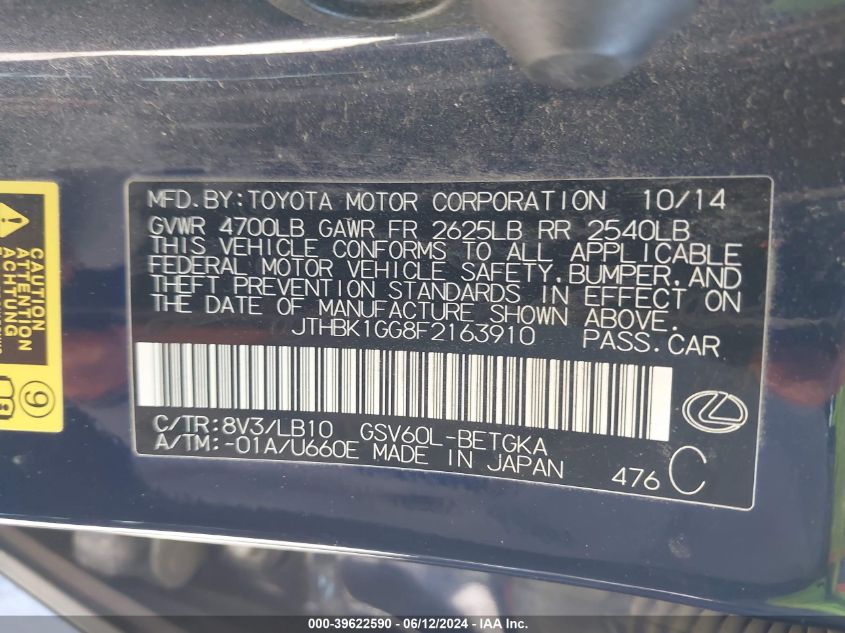 MFD.BY:TOYOTA MOTOR CORPORATION 10/14
GVWR 4700LB GAWR FR 2625LB RR 2540LB
THIS VEHICLE CONFORMS TO ALL APPLICABLE
FEDERAL MOTOR VEHICLE SAFETY,BUMPER,AND
THEFT PREVENTION STANDARDS IN EFFECT ON
THE DATE OF MANUFACTURE SHOWN ABOVE.
JTHBK1GG8F2163910 PASS.CAR
C/TR:8V3/LB10 GSV60L-BETGKA
A/TM:-01A/U660E MADE IN JAPAN
476 C
CAUTION
ATTENTION
ACHTUNG
9
000-39622590 - 06/12/2024 - IAAI.COM